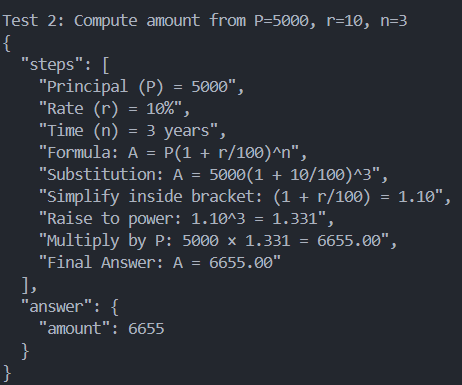 Test 2: Compute amount from P=5000, r=10, n=3
{
  "steps": [
    "Principal (P) = 5000",
    "Rate (r) = 10%",
    "Time (n) = 3 years",
    "Formula: A = P(1 + r/100)^n",
    "Substitution: A = 5000(1 + 10/100)^3",
    "Simplify inside bracket: (1 + r/100) = 1.10",
    "Raise to power: 1.10^3 = 1.331",
    "Multiply by P: 5000 × 1.331 = 6655.00",
    "Final Answer: A = 6655.00"
  ],
  "answer": {
    "amount": 6655
  }
}